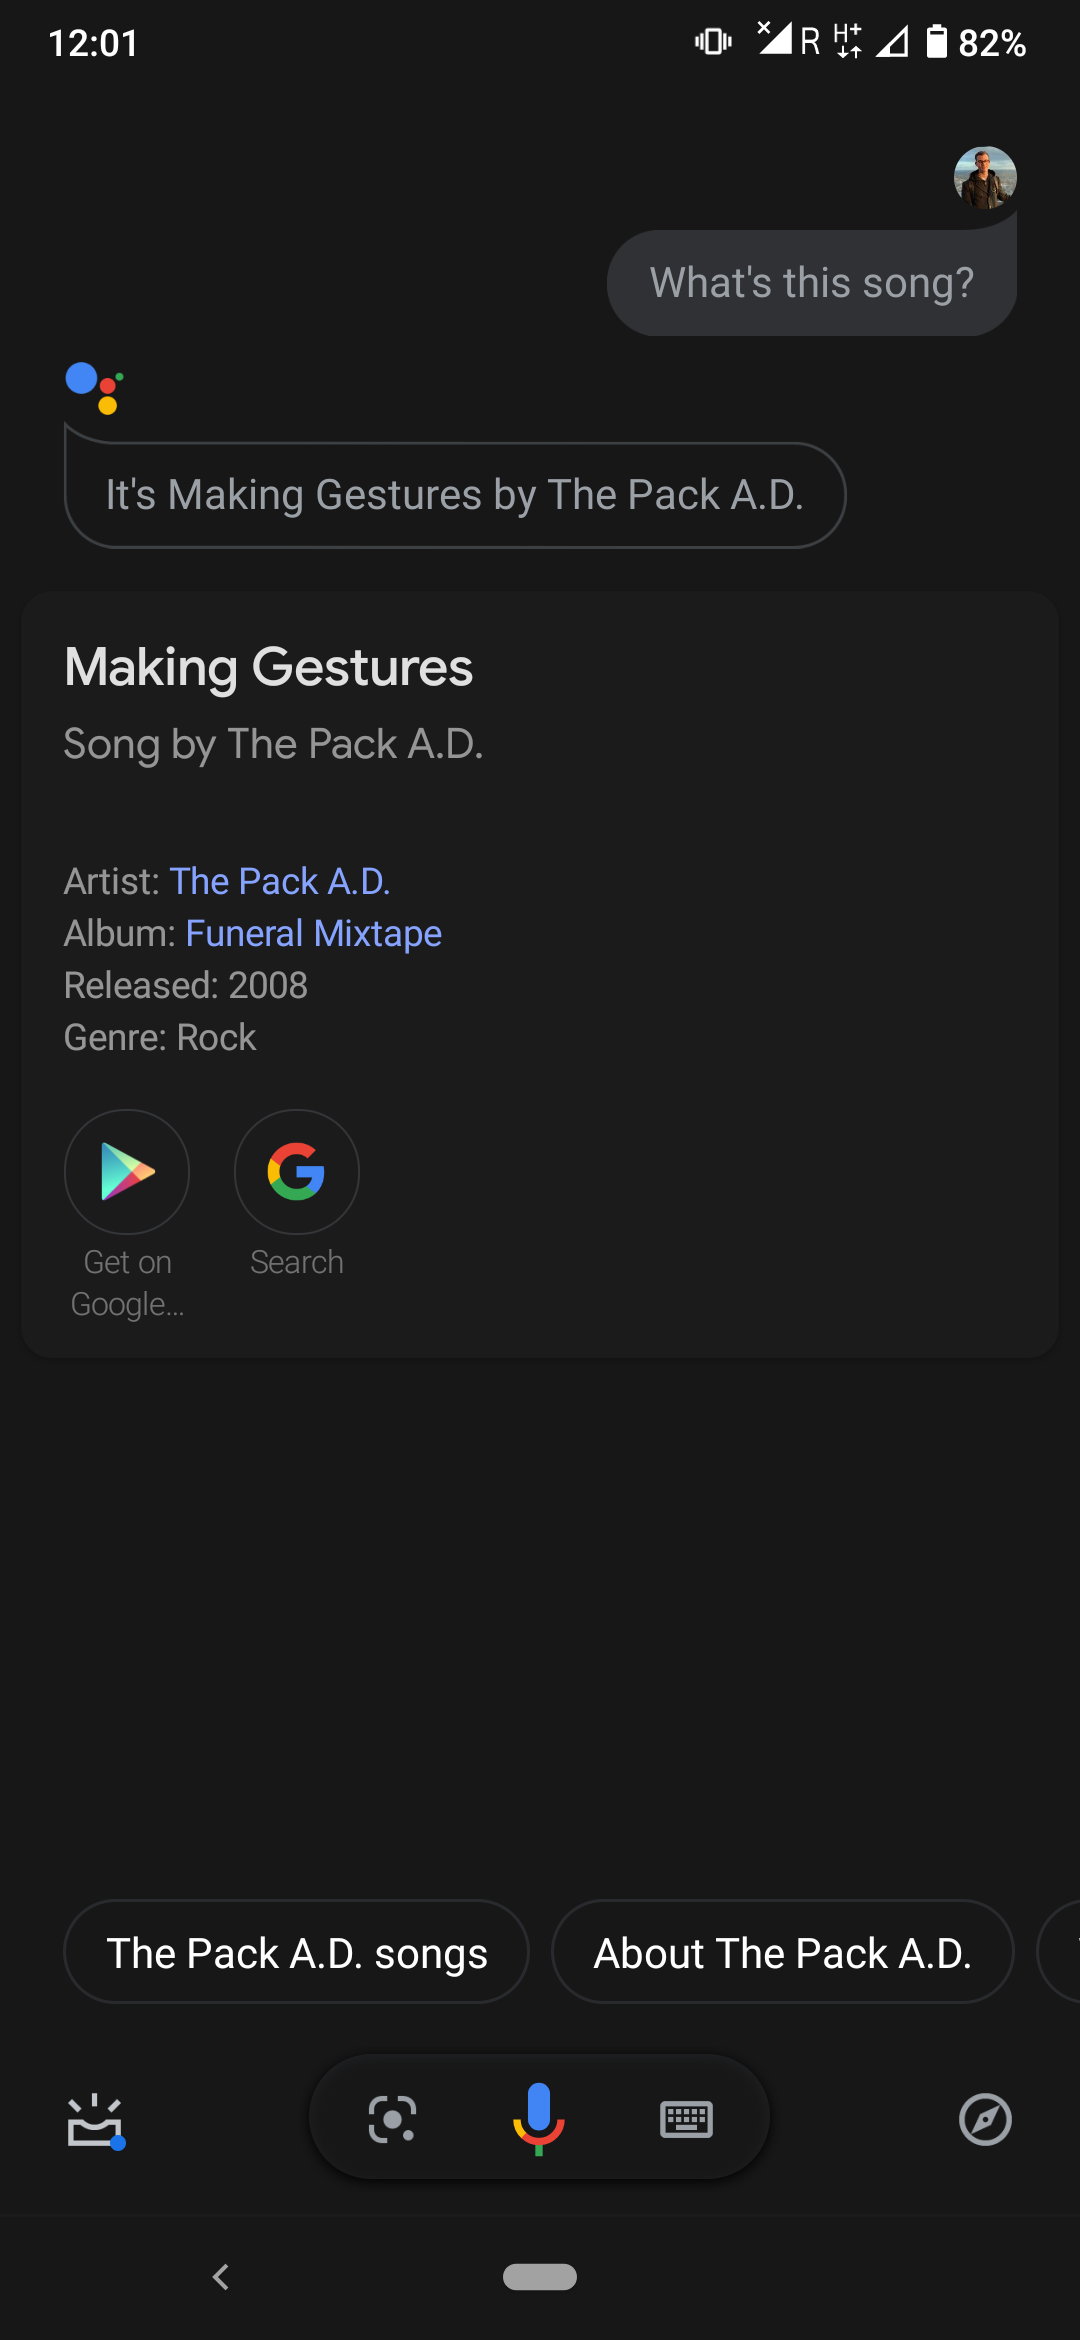 12:01
R H+ 82%
What's this song?
It's Making Gestures by The Pack A.D.
Making Gestures
Song by The Pack A.D.
Artist: The Pack A.D.
Album: Funeral Mixtape
Released: 2008
Genre: Rock
Get on
Google...
Search
The Pack A.D. songs
About The Pack A.D.